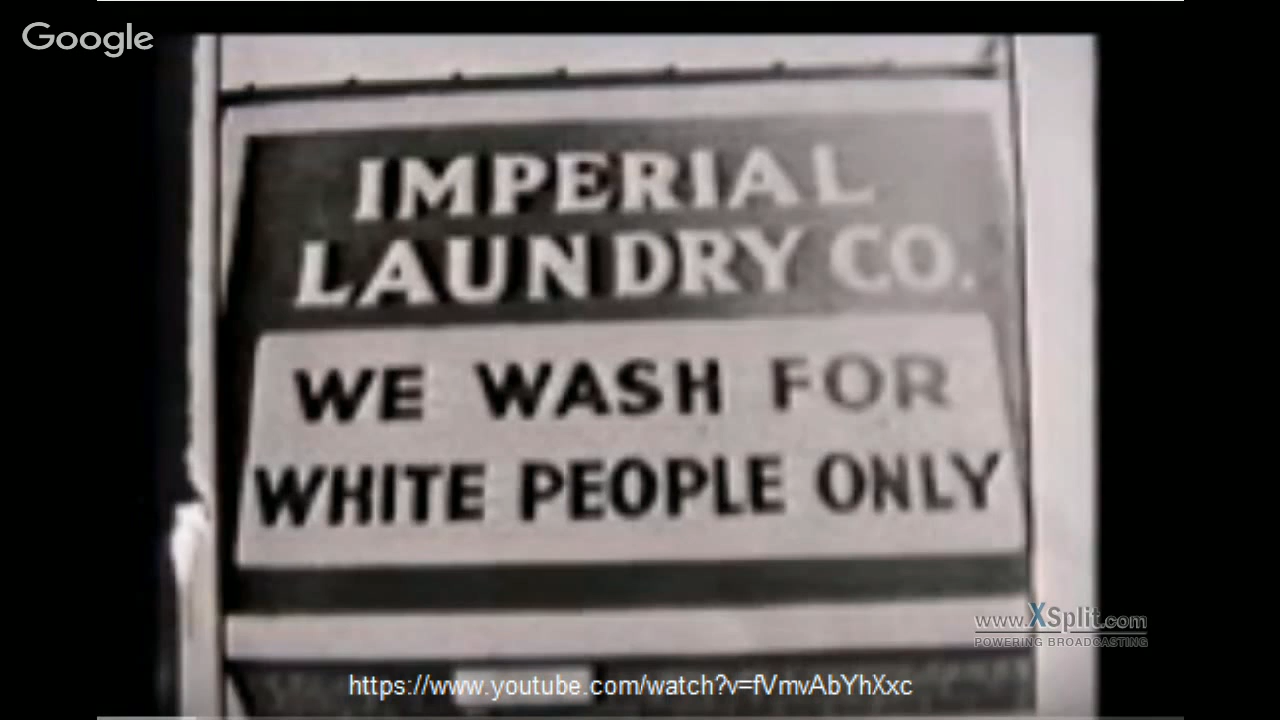 Google
IMPERIAL
LAUNDRY CO.
WE WASH FOR
WHITE PEOPLE ONLY
www.XSplit.com
POWERING BROADCASTING
https://www.youtube.com/watch?v=fVmvAbYhXxc